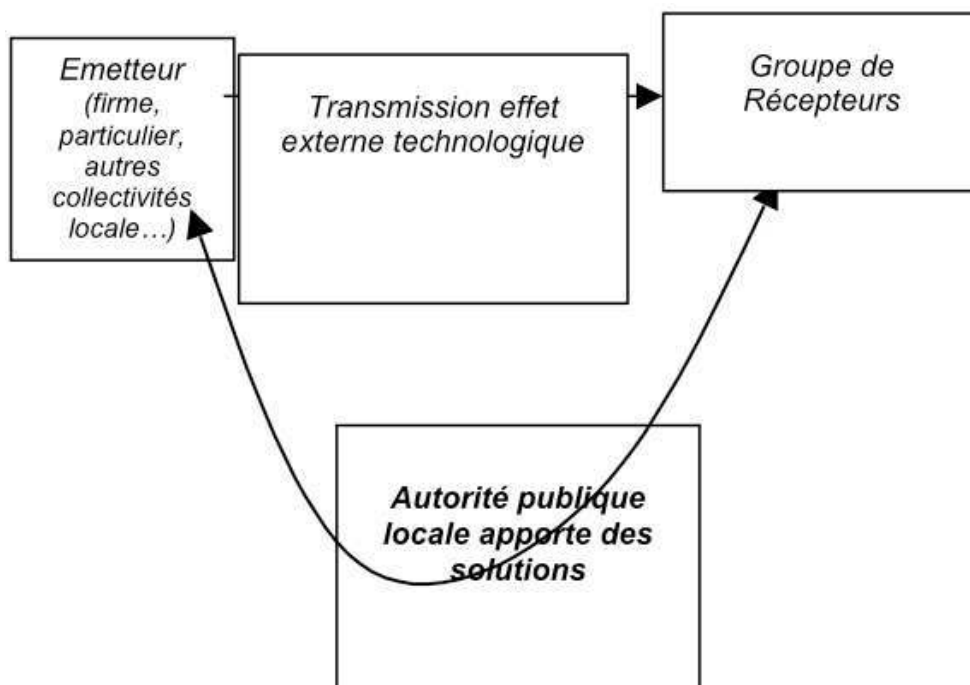 Emetteur
(firme,
particulier,
autres
collectivités
locale…)
Transmission effet
externe technologique
Groupe de
Récepteurs
Autorité publique
locale apporte des
solutions